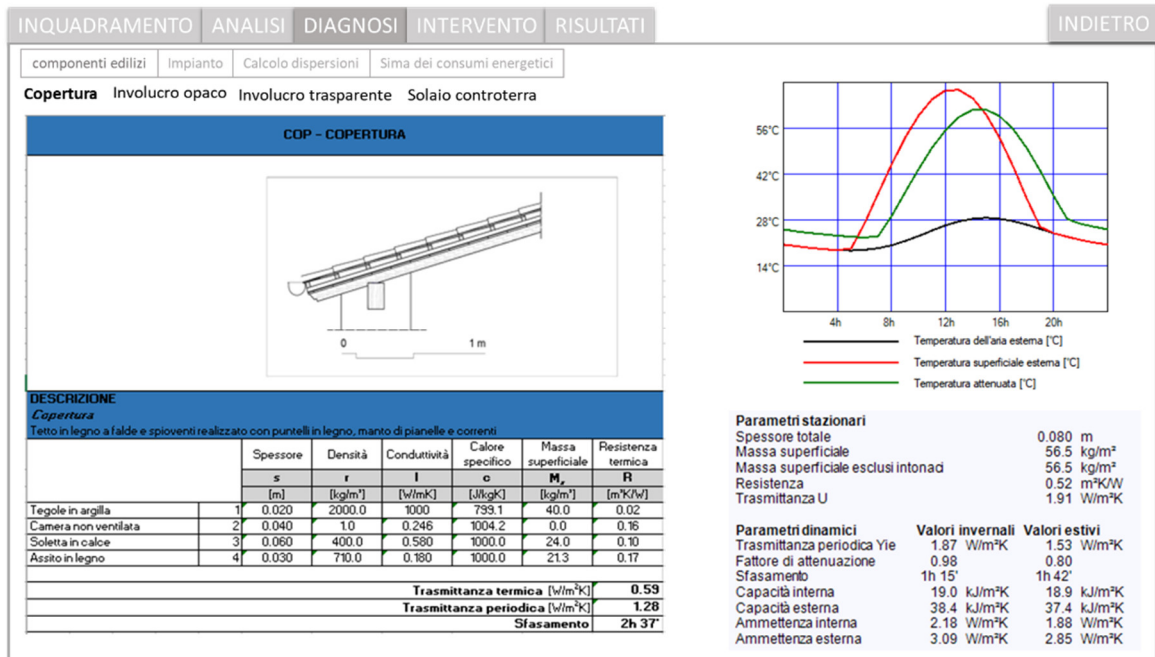 INQUADRAMENTO ANALISI DIAGNOSI INTERVENTO RISULTATI INDIETRO
componenti edilizi Impianto Calcolo dispersioni Sima dei consumi energetici
Copertura Involucro opaco Involucro trasparente Solaio controterra
COP - COPERTURA
0 1 m
DESCRIZIONE
Copertura
Tetto in legno a falde e spioventi realizzato con puntelli in legno, manto di pianelle e correnti
Spessore Densità Conduttività Calore specifico Massa superficiale Resistenza termica
s r l c M, R
[m] [kg/m³] [W/mK] [J/kgK] [kg/m²] [m²K/W]
Tegole in argilla 1 0.020 2000.0 1000 799.1 40.0 0.02
Camera non ventilata 2 0.040 1.0 0.246 1004.2 0.0 0.16
Soletta in calce 3 0.060 400.0 0.580 1000.0 24.0 0.10
Assito in legno 4 0.030 710.0 0.180 1000.0 21.3 0.17
Trasmittanza termica [W/m²K] 0.59
Trasmittanza periodica [W/m²K] 1.28
Sfasamento 2h 37'
56°C
42°C
28°C
14°C
4h 8h 12h 16h 20h
Temperatura dell'aria esterna [°C]
Temperatura superficiale esterna [°C]
Temperatura attenuata [°C]
Parametri stazionari
Spessore totale 0.080 m
Massa superficiale 56.5 kg/m²
Massa superficiale esclusi intonaci 56.5 kg/m²
Resistenza 0.52 m²K/W
Trasmittanza U 1.91 W/m²K
Parametri dinamici Valori invernali Valori estivi
Trasmittanza periodica Yie 1.87 W/m²K 1.53 W/m²K
Fattore di attenuazione 0.98 0.80
Sfasamento 1h 15' 1h 42'
Capacità interna 19.0 kJ/m²K 18.9 kJ/m²K
Capacità esterna 38.4 kJ/m²K 37.4 kJ/m²K
Ammettenza interna 2.18 W/m²K 1.88 W/m²K
Ammettenza esterna 3.09 W/m²K 2.85 W/m²K